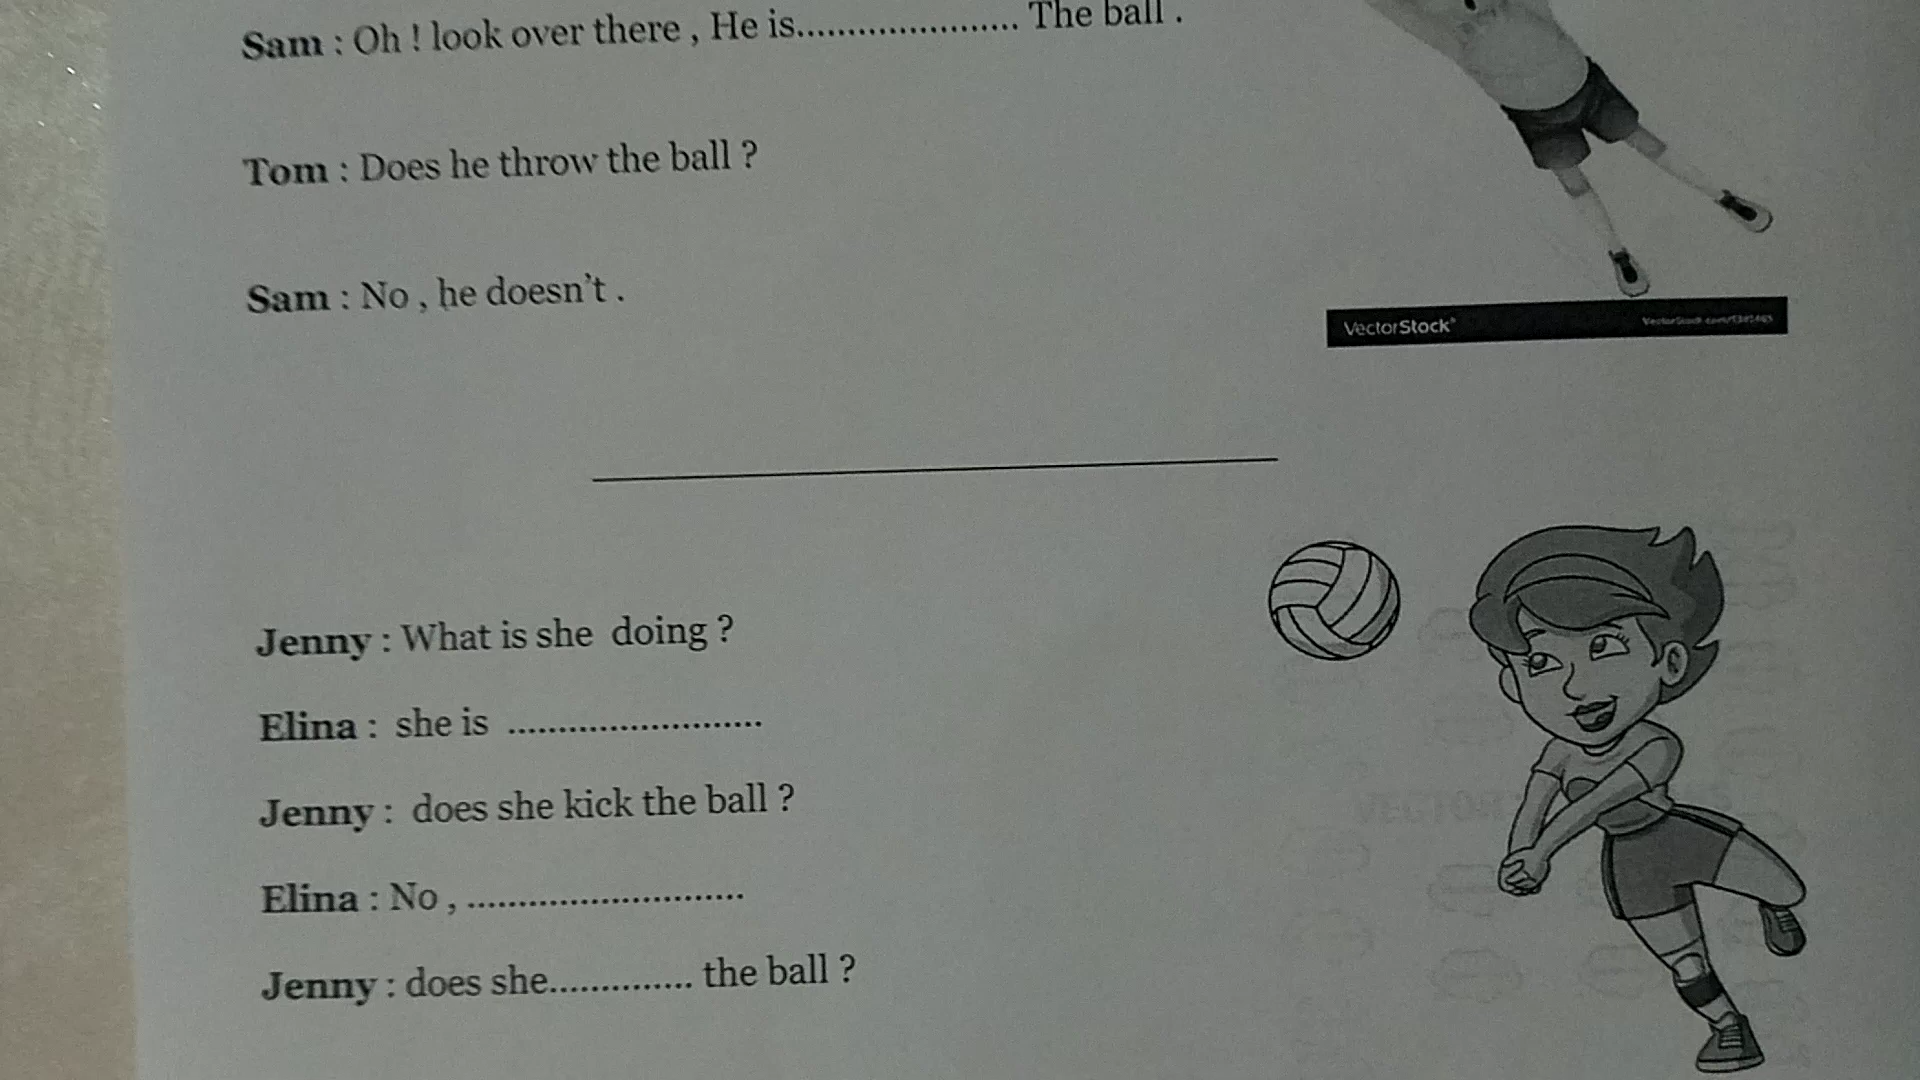 Sam : Oh ! look over there , He is...................... The ball .
Tom : Does he throw the ball ?
Sam : No , he doesn't .
VectorStock®
Jenny : What is she doing ?
Elina : she is .........................
Jenny : does she kick the ball ?
Elina : No , ...........................
Jenny : does she.............. the ball ?